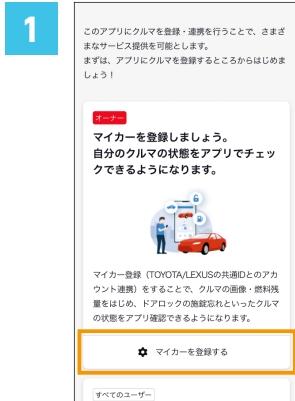 1
このアプリにクルマを登録・連携を行うことで、さまざ
まなサービス提供を可能とします。
まずは、アプリにクルマを登録するところからはじめま
しょう！
オーナー
マイカーを登録しましょう。
自分のクルマの状態をアプリでチェッ
クできるようになります。
マイカー登録（TOYOTA/LEXUSの共通IDとのアカ
ウント連携）をすることで、クルマの画像・燃料残
量をはじめ、ドアロックの施錠忘れといったクルマ
の状態をアプリ確認できるようになります。
マイカーを登録する
すべてのユーザー